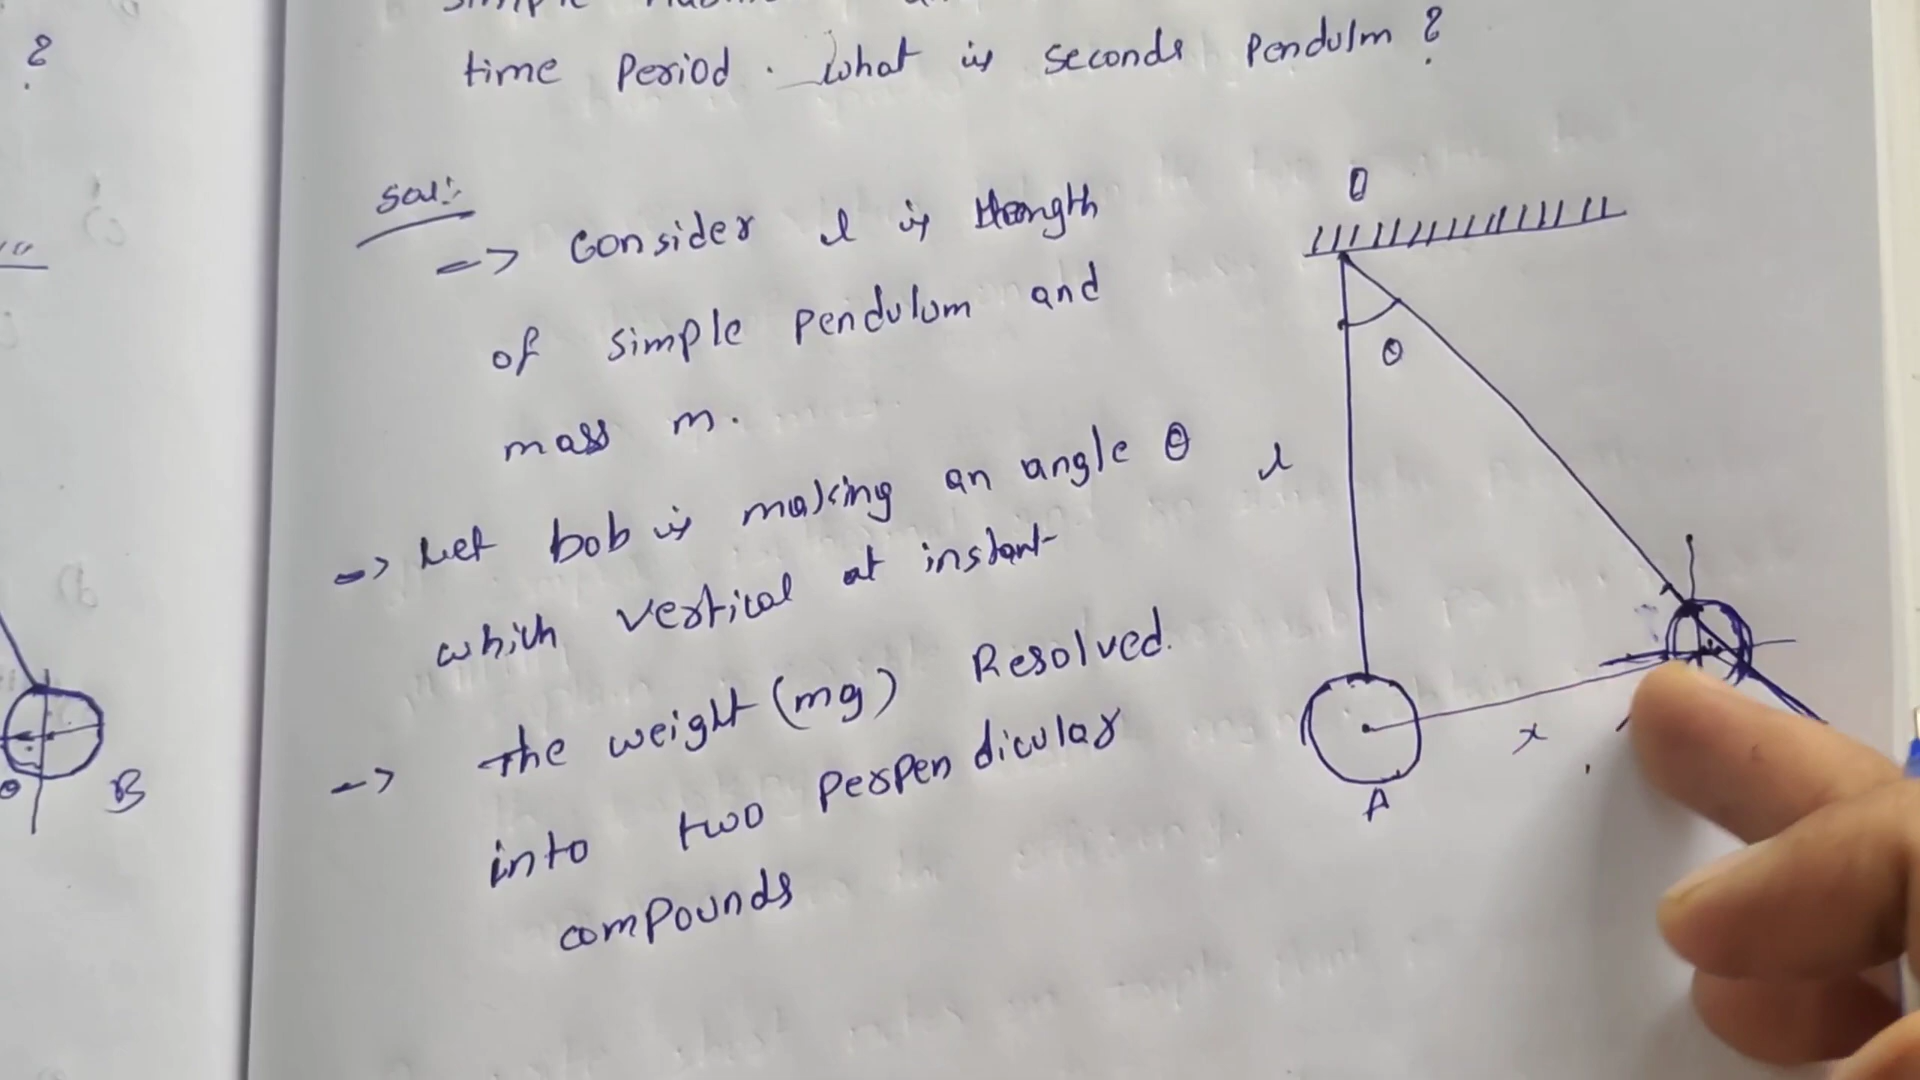 simple
time Period. What is seconds Pendulm ?
Sol:-
-> Consider l is length
of simple Pendulum and
mass m.
-> Let bob is making an angle θ
which vertical at instant
-> the weight (mg) Resolved.
into two Perpendicular
comPounds
O
θ
l
x
A
?
θ
B